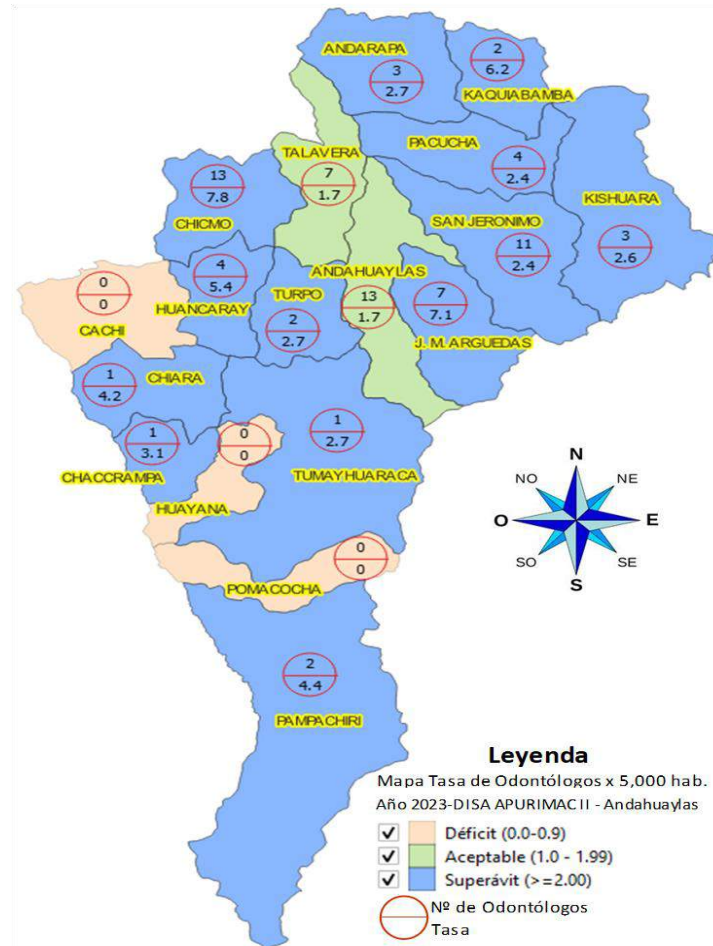 ANDARAPA
3
2.7
2
6.2
KAQUIABAMBA
PACUCHA
4
2.4
TALAVERA
7
1.7
13
7.8
CHICMO
KISHUARA
3
2.6
SAN JERONIMO
11
2.4
ANDAHUAYLAS
13
1.7
7
7.1
J. M. ARGUEDAS
4
5.4
HUANCARAY
TURPO
2
2.7
0
0
CACHI
CHIARA
1
4.2
1
3.1
CHACCRAMPA
0
0
HUAYANA
1
2.7
TUMAYHUARACA
0
0
POMACOCHA
2
4.4
PAMPACHIRI
N
NO
NE
O
E
SO
SE
S
Leyenda
Mapa Tasa de Odontólogos x 5,000 hab.
Año 2023-DISA APURIMAC II - Andahuaylas
Déficit (0.0-0.9)
Aceptable (1.0 - 1.99)
Superávit (>=2.00)
Nº de Odontólogos
Tasa